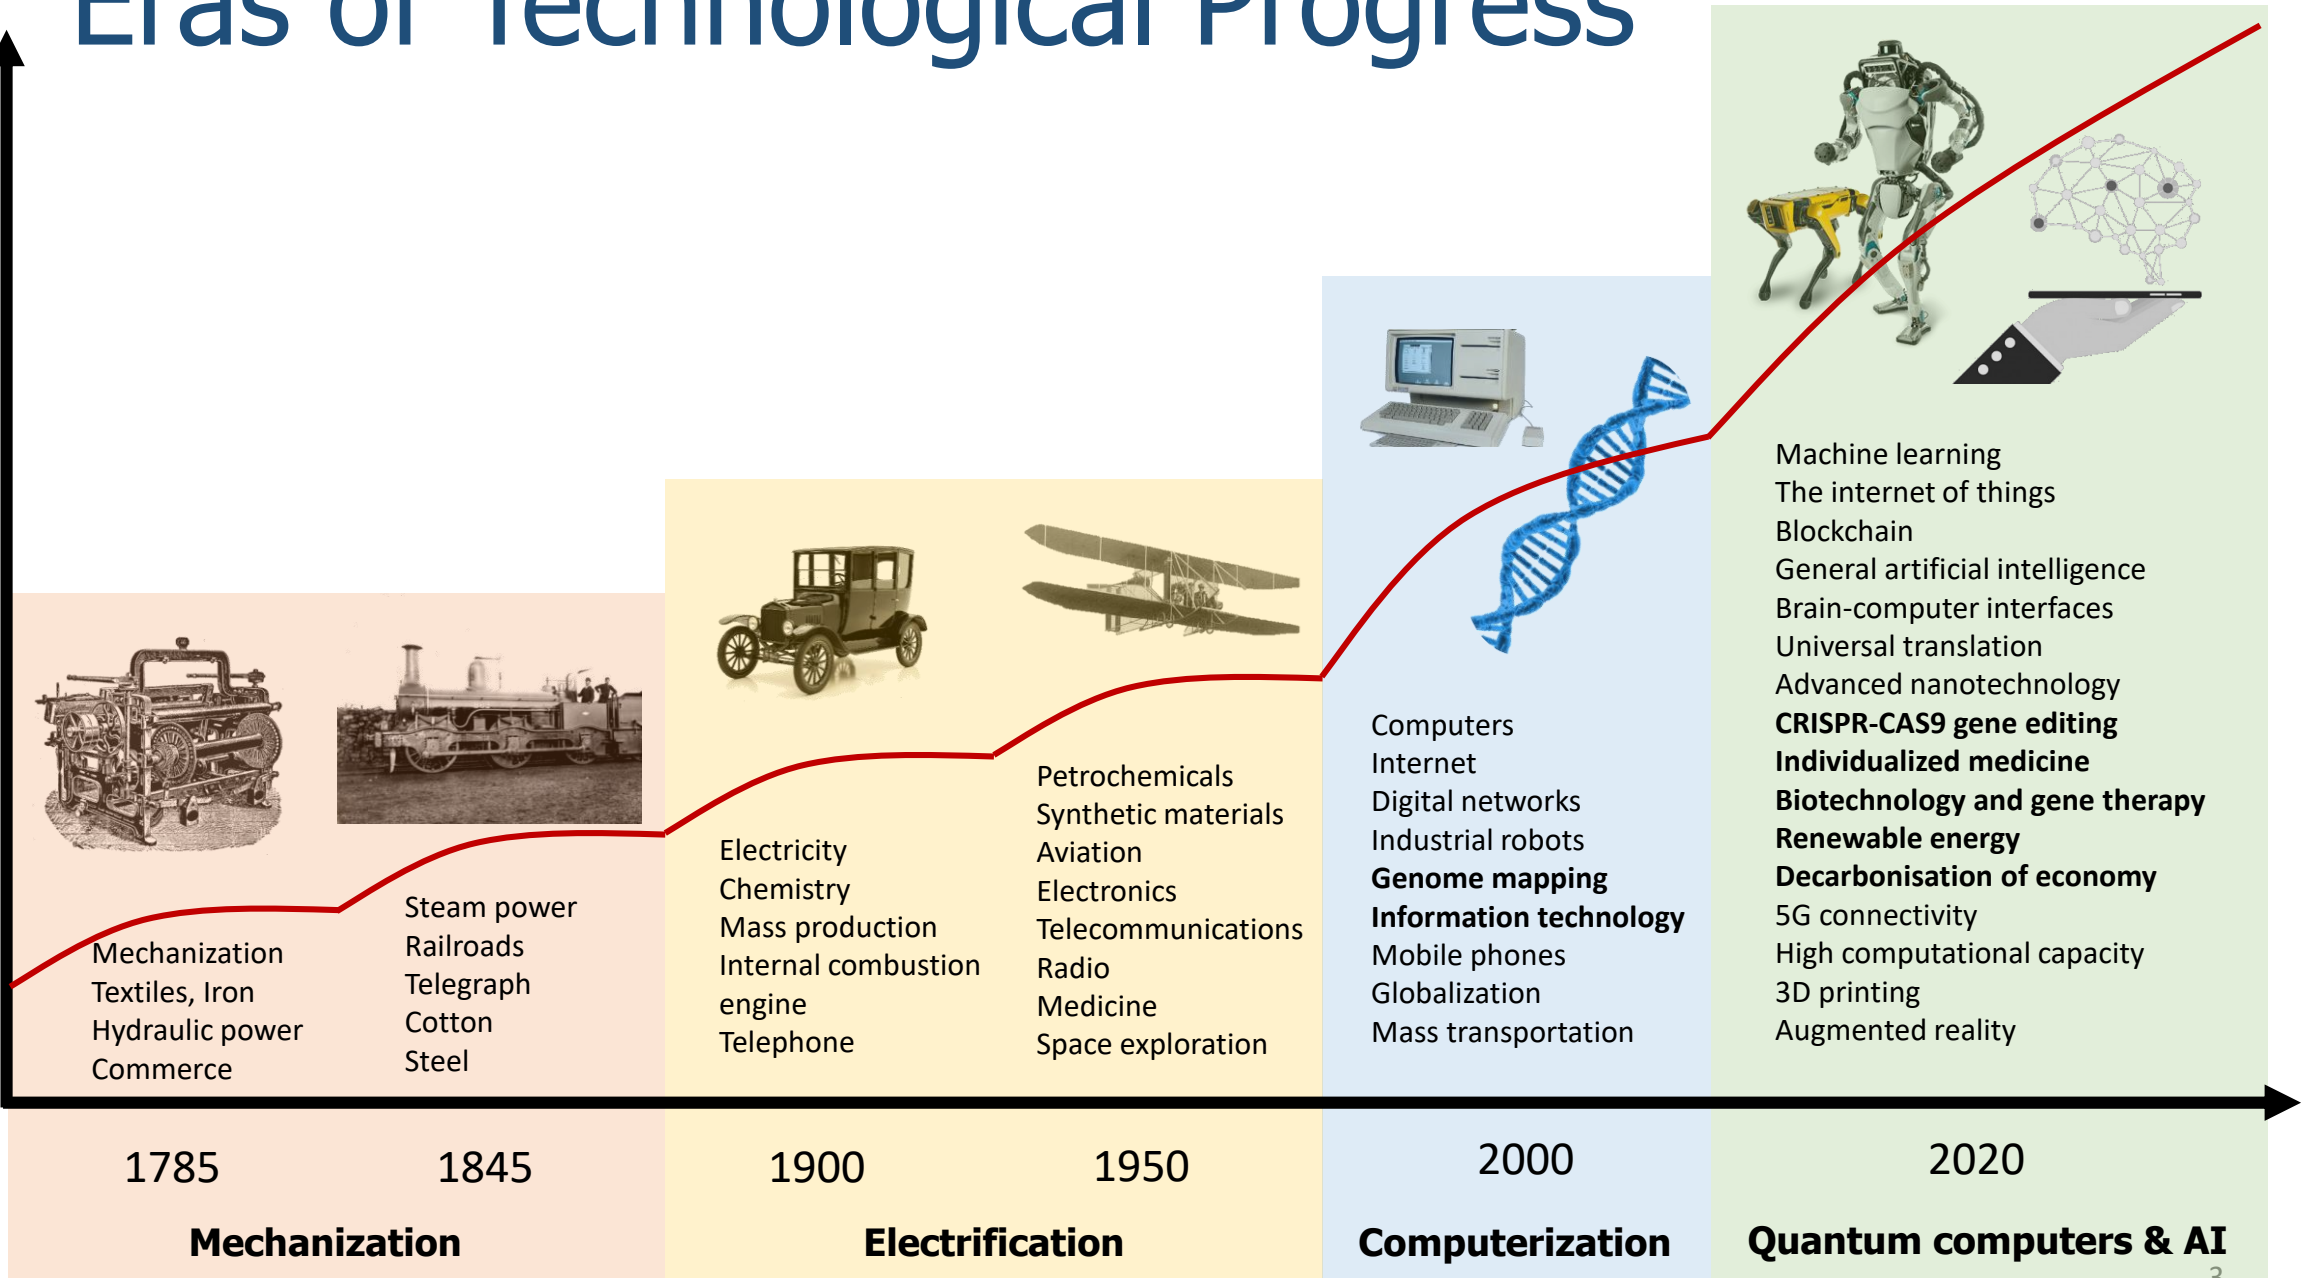 Eras of Technological Progress
Machine learning
The internet of things
Blockchain
General artificial intelligence
Brain-computer interfaces
Universal translation
Advanced nanotechnology
CRISPR-CAS9 gene editing
Individualized medicine
Biotechnology and gene therapy
Renewable energy
Decarbonisation of economy
5G connectivity
High computational capacity
3D printing
Augmented reality
Computers
Internet
Digital networks
Industrial robots
Genome mapping
Information technology
Mobile phones
Globalization
Mass transportation
Petrochemicals
Synthetic materials
Aviation
Electronics
Telecommunications
Radio
Medicine
Space exploration
Electricity
Chemistry
Mass production
Internal combustion
engine
Telephone
Steam power
Railroads
Telegraph
Cotton
Steel
Mechanization
Textiles, Iron
Hydraulic power
Commerce
1785
1845
1900
1950
2000
2020
Mechanization
Electrification
Computerization
Quantum computers & AI
3